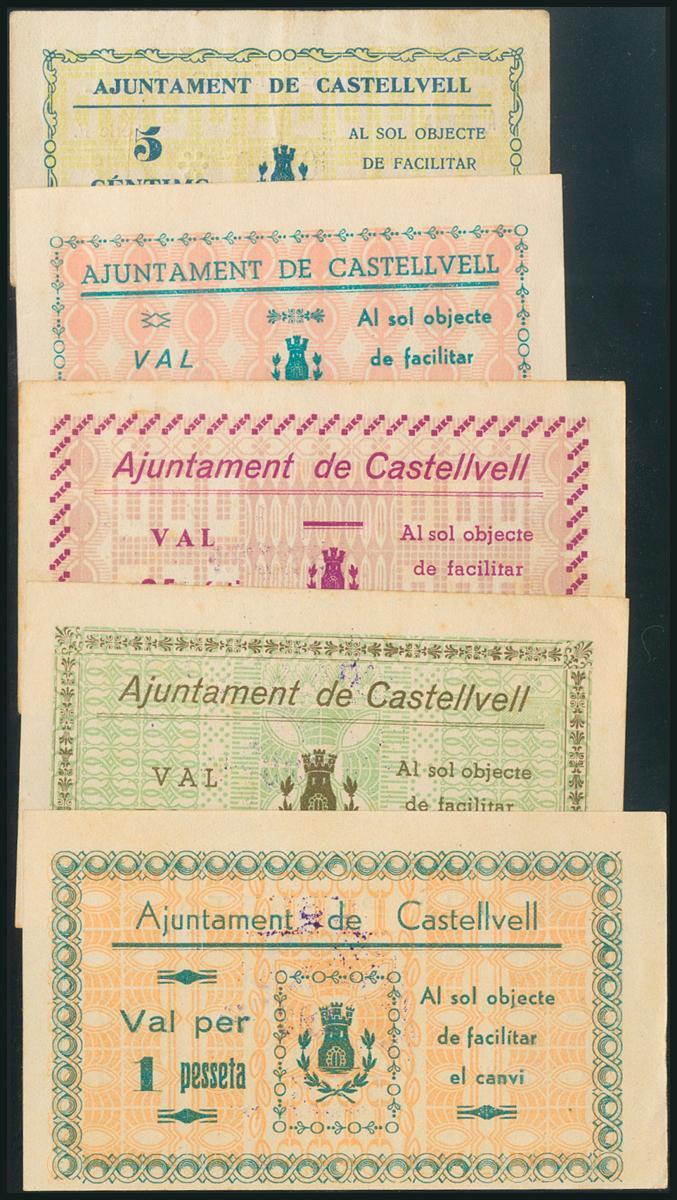 AJUNTAMENT DE CASTELLVELL
5
CÉNTIMS
AL SOL OBJECTE
DE FACILITAR
AJUNTAMENT DE CASTELLVELL
VAL
Al sol objecte
de facilitar
Ajuntament de Castellvell
VAL
Al sol objecte
de facilitar
Ajuntament de Castellvell
VAL
Al sol objecte
de facilitar
Ajuntament de Castellvell
Val per
1 pesseta
Al sol objecte
de facilitar
el canvi